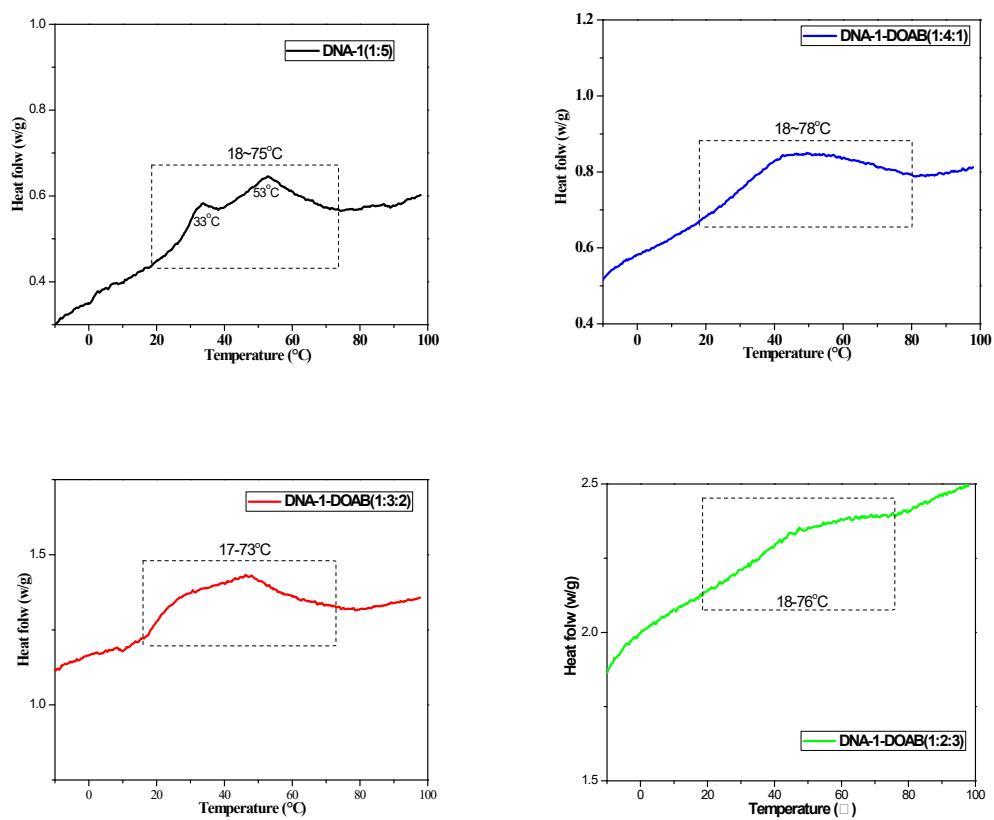 DNA-1(1:5)
Heat folw (w/g)
1.0
0.8
0.6
0.4
18~75°C
33°C
53°C
0
20
40
60
80
100
Temperature (°C)
DNA-1-DOAB(1:4:1)
Heat folw (w/g)
1.2
1.0
0.8
0.6
0.4
18~78°C
0
20
40
60
80
100
Temperature (°C)
DNA-1-DOAB(1:3:2)
Heat folw (w/g)
1.5
1.0
17-73°C
0
20
40
60
80
100
Temperature (°C)
Heat folw (w/g)
2.5
2.0
1.5
18-76°C
DNA-1-DOAB(1:2:3)
0
20
40
60
80
100
Temperature (□)